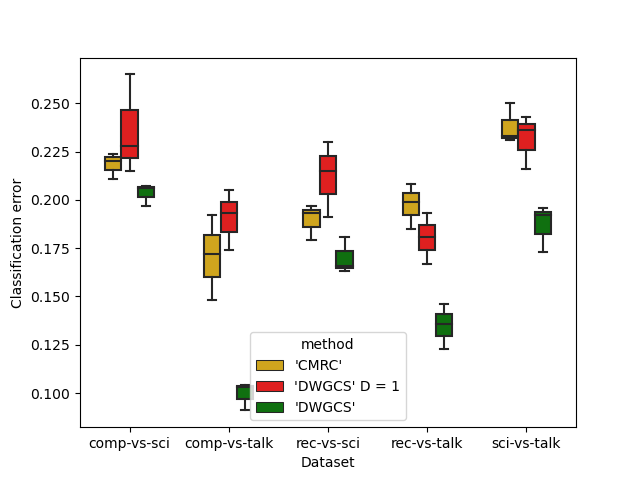 0.250
0.225
0.200
0.175
0.150
0.125
0.100
Classification error
method
'CMRC'
'DWGCS' D = 1
'DWGCS'
comp-vs-sci comp-vs-talk rec-vs-sci rec-vs-talk sci-vs-talk
Dataset